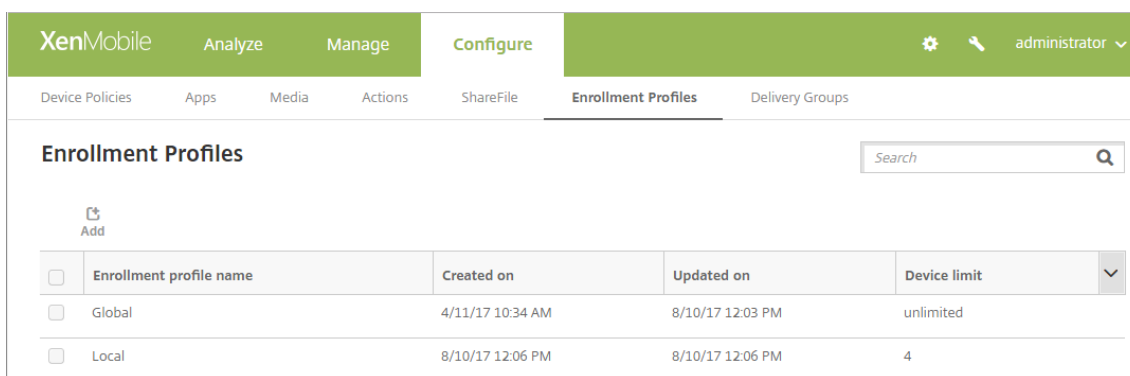 XenMobile Analyze Manage Configure administrator
Device Policies Apps Media Actions ShareFile Enrollment Profiles Delivery Groups
Enrollment Profiles Search
Add
Enrollment profile name Created on Updated on Device limit
Global 4/11/17 10:34 AM 8/10/17 12:03 PM unlimited
Local 8/10/17 12:06 PM 8/10/17 12:06 PM 4